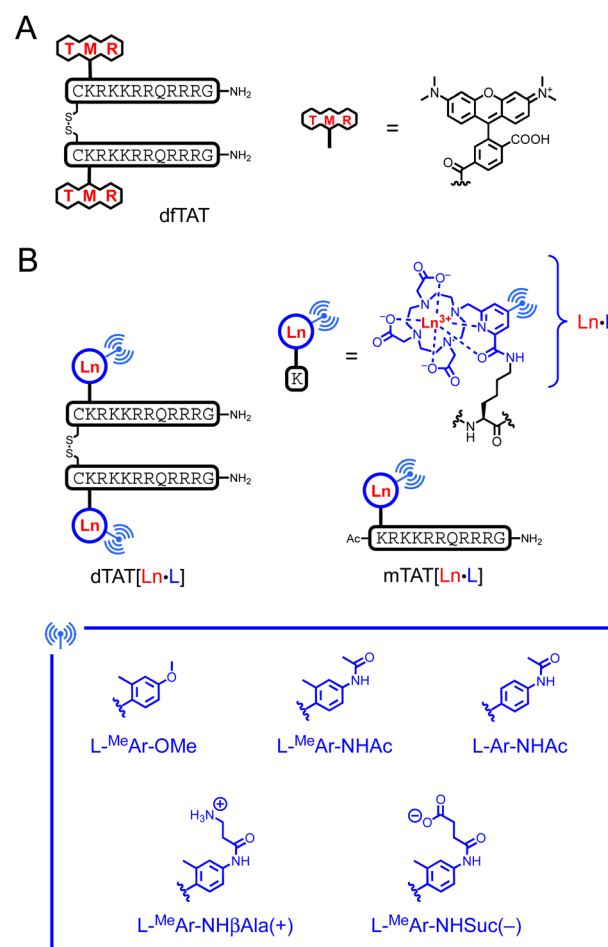 A
T M R
CKRKKRRQRRRG-NH2
S
S
CKRKKRRQRRRG-NH2
T M R
dfTAT
T M R
=
N
O
N+
COOH
O
B
Ln
CKRKKRRQRRRG-NH2
S
S
CKRKKRRQRRRG-NH2
Ln
dTAT[Ln•L]
Ln
K
=
O
O−
N
N
−O
O
Ln3+
N
N
N
O−
O
O
NH
N
H
O
Ln•L
Ln
Ac-KRKKRRQRRRG-NH2
mTAT[Ln•L]
O
L-MeAr-OMe
O
NH
L-MeAr-NHAc
O
NH
L-Ar-NHAc
+
H3N
O
NH
L-MeAr-NHβAla(+)
O
−
O
O
NH
L-MeAr-NHSuc(−)